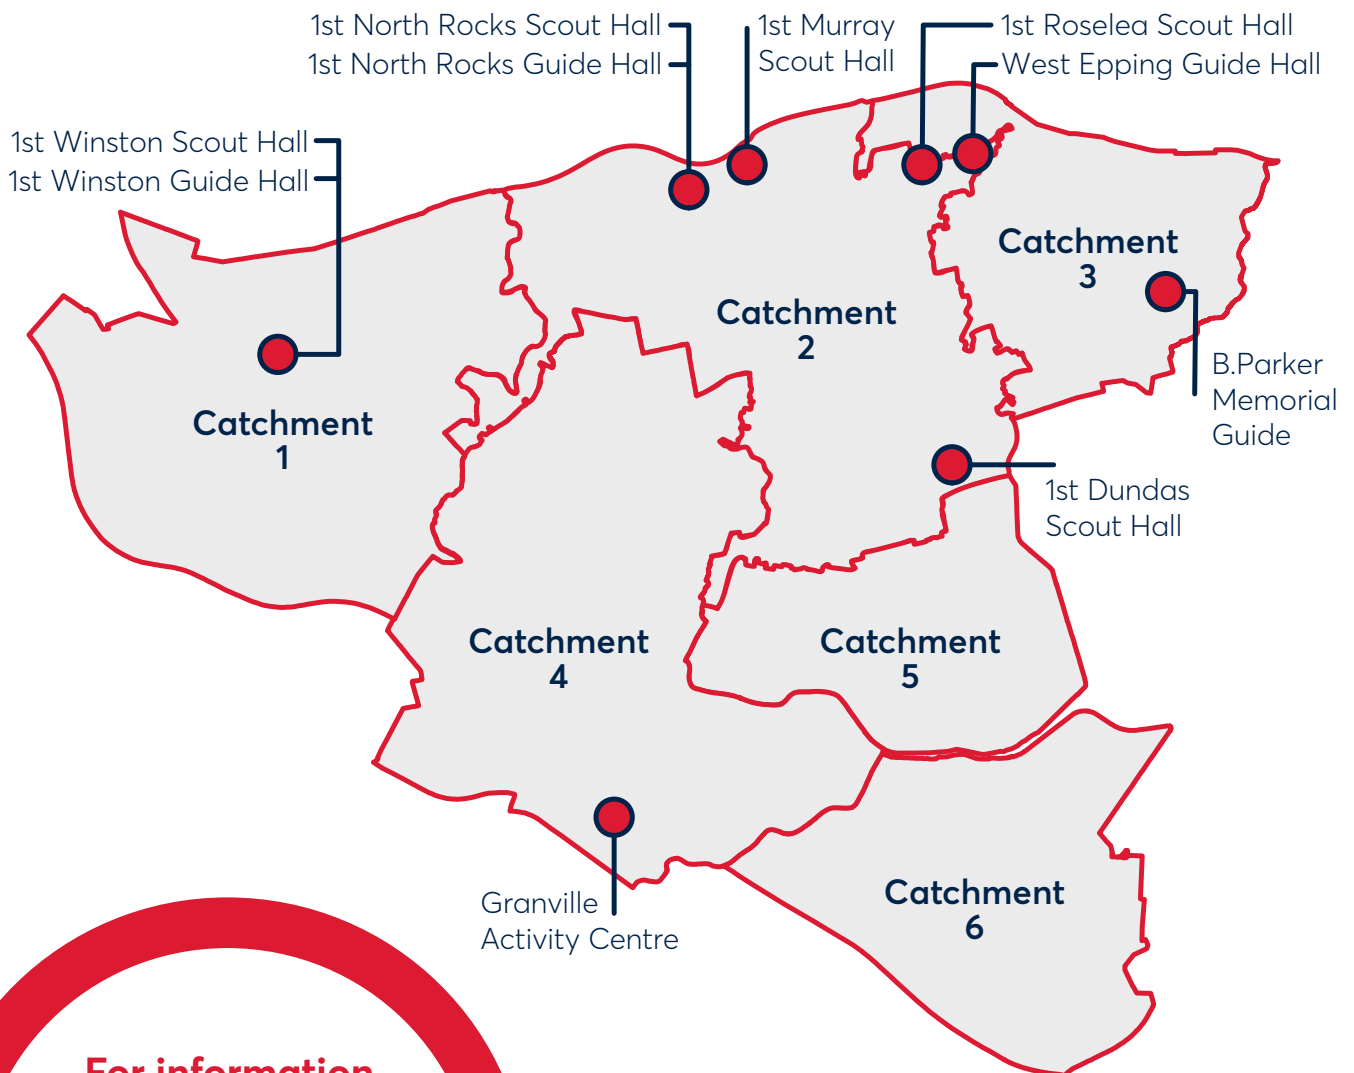 1st North Rocks Scout Hall
1st North Rocks Guide Hall
1st Murray
Scout Hall
1st Roselea Scout Hall
West Epping Guide Hall
1st Winston Scout Hall
1st Winston Guide Hall
Catchment
3
Catchment
2
B.Parker
Memorial
Guide
Catchment
1
1st Dundas
Scout Hall
Catchment
4
Catchment
5
Catchment
6
Granville
Activity Centre
For information